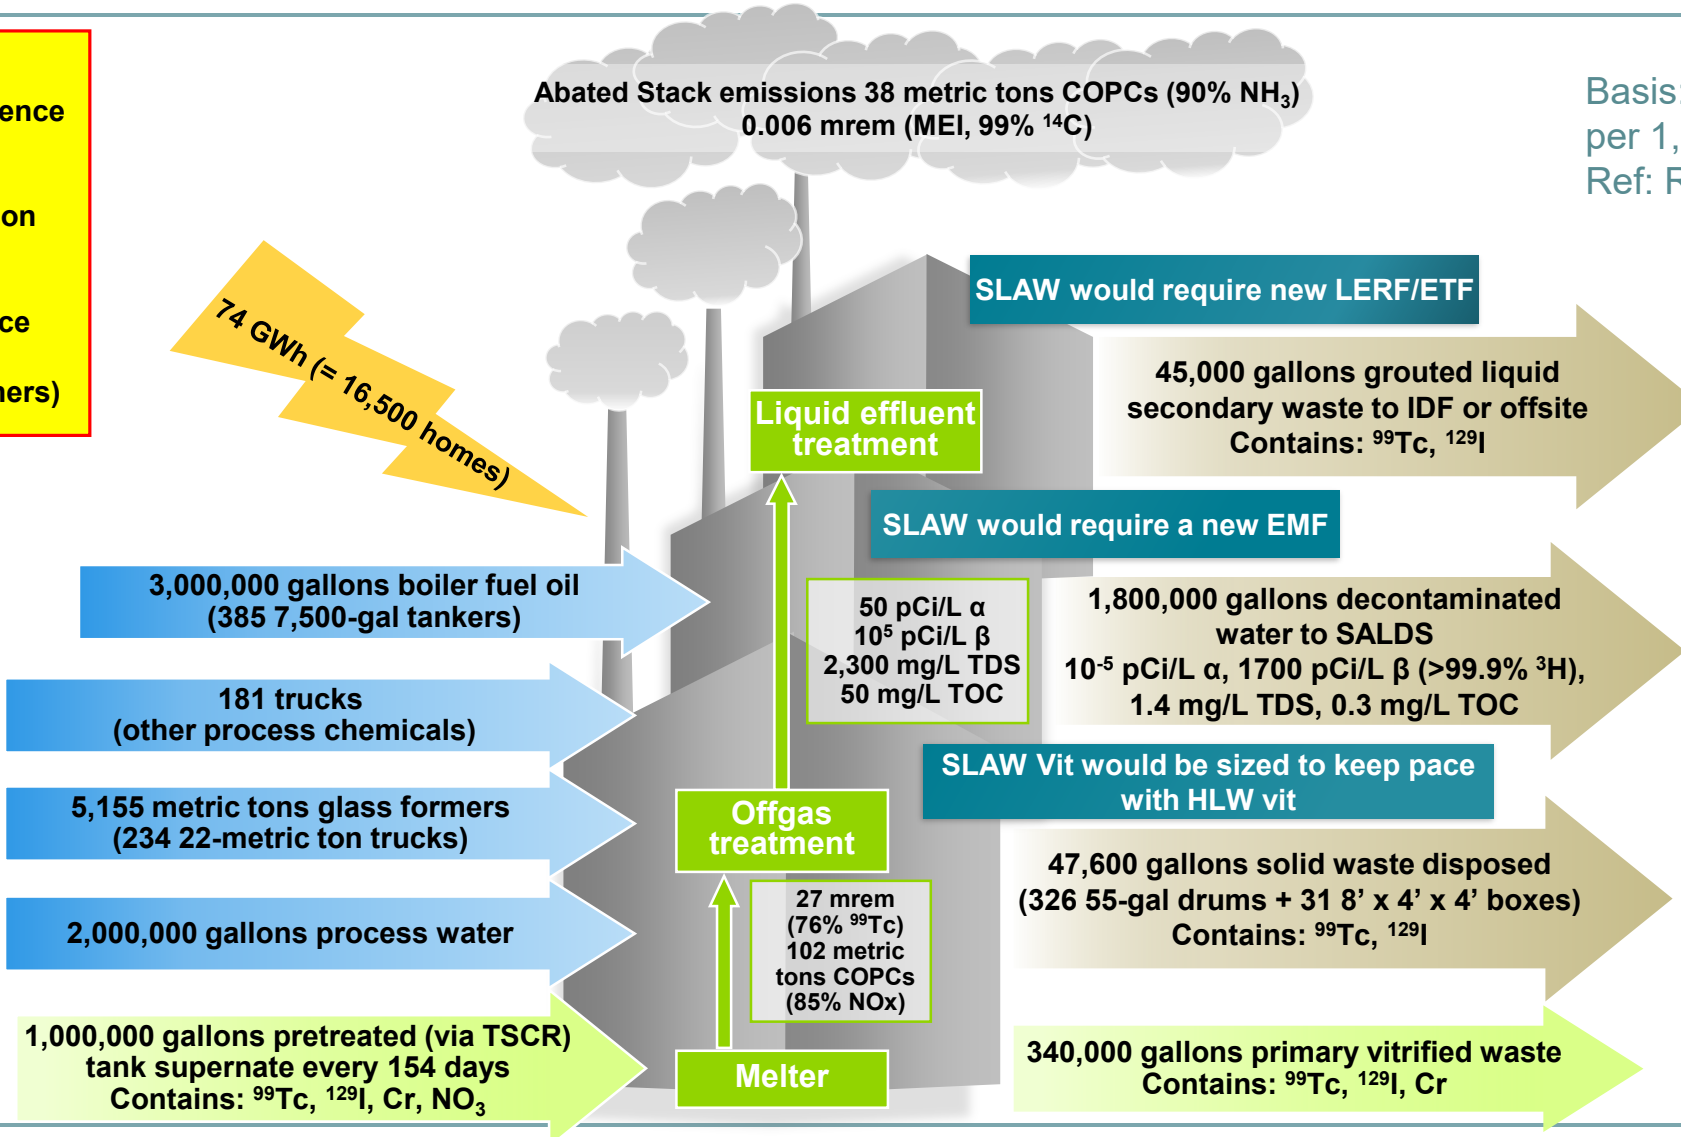 ence
on
ce
ners)
Abated Stack emissions 38 metric tons COPCs (90% NH₃)
0.006 mrem (MEI, 99% ¹⁴C)
Basis:
per 1,
Ref: R
74 GWh (= 16,500 homes)
SLAW would require new LERF/ETF
45,000 gallons grouted liquid
secondary waste to IDF or offsite
Contains: ⁹⁹Tc, ¹²⁹I
Liquid effluent
treatment
SLAW would require a new EMF
3,000,000 gallons boiler fuel oil
(385 7,500-gal tankers)
50 pCi/L α
10⁵ pCi/L β
2,300 mg/L TDS
50 mg/L TOC
1,800,000 gallons decontaminated
water to SALDS
10⁻⁵ pCi/L α, 1700 pCi/L β (>99.9% ³H),
1.4 mg/L TDS, 0.3 mg/L TOC
181 trucks
(other process chemicals)
SLAW Vit would be sized to keep pace
with HLW vit
5,155 metric tons glass formers
(234 22-metric ton trucks)
Offgas
treatment
47,600 gallons solid waste disposed
(326 55-gal drums + 31 8’ x 4’ x 4’ boxes)
Contains: ⁹⁹Tc, ¹²⁹I
27 mrem
(76% ⁹⁹Tc)
102 metric
tons COPCs
(85% NOx)
2,000,000 gallons process water
1,000,000 gallons pretreated (via TSCR)
tank supernate every 154 days
Contains: ⁹⁹Tc, ¹²⁹I, Cr, NO₃
Melter
340,000 gallons primary vitrified waste
Contains: ⁹⁹Tc, ¹²⁹I, Cr